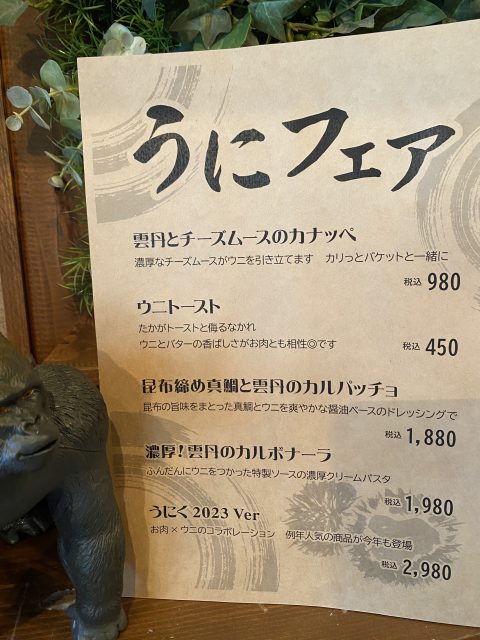 うにフェア
雲丹とチーズムースのカナッペ
濃厚なチーズムースがウニを引き立てます　カリっとバケットと一緒に
税込 980
ウニトースト
たかがトーストと侮るなかれ
ウニとバターの香ばしさがお肉とも相性◎です
税込 450
昆布締め真鯛と雲丹のカルパッチョ
昆布の旨味をまとった真鯛とウニを爽やかな醤油ベースのドレッシングで
税込 1,880
濃厚!雲丹のカルボナーラ
ふんだんにウニをつかった特製ソースの濃厚クリームパスタ
税込 1,980
うにく 2023 Ver
お肉×ウニのコラボレーション　例年人気の商品が今年も登場
税込 2,980